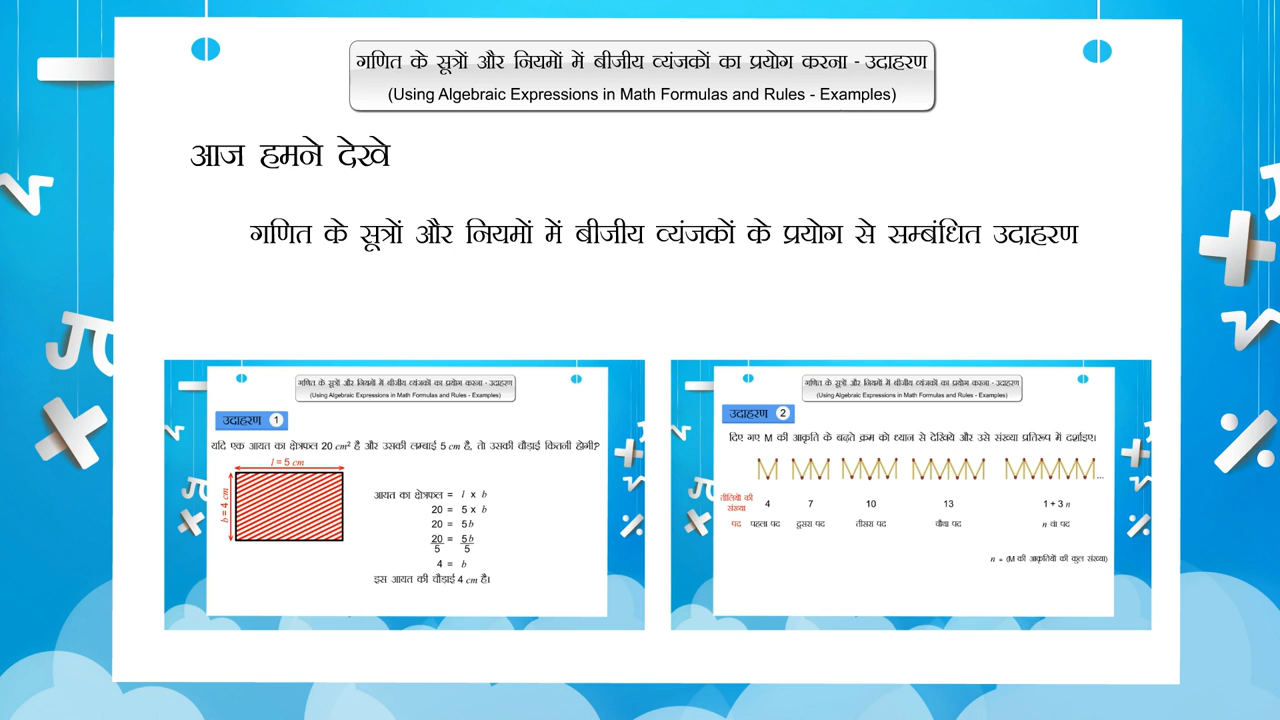 गणित के सूत्रों और नियमों में बीजीय व्यंजकों का प्रयोग करना - उदाहरण
(Using Algebraic Expressions in Math Formulas and Rules - Examples)
आज हमने देखे
गणित के सूत्रों और नियमों में बीजीय व्यंजकों के प्रयोग से सम्बंधित उदाहरण
गणित के सूत्रों और नियमों में बीजीय व्यंजकों का प्रयोग करना - उदाहरण
(Using Algebraic Expressions in Math Formulas and Rules - Examples)
उदाहरण 1
यदि एक आयत का क्षेत्रफल 20 cm² है और उसकी लम्बाई 5 cm है, तो उसकी चौड़ाई कितनी होगी?
l = 5 cm
b = 4 cm
आयत का क्षेत्रफल = l x b
20 = 5 x b
20 = 5b
20/5 = 5b/5
4 = b
इस आयत की चौड़ाई 4 cm है।
गणित के सूत्रों और नियमों में बीजीय व्यंजकों का प्रयोग करना - उदाहरण
(Using Algebraic Expressions in Math Formulas and Rules - Examples)
उदाहरण 2
दिए गए M की आकृति के बढ़ते क्रम को ध्यान से देखिये और उसे संख्या प्रतिरूप में दर्शाइए।
...
तीलियों की संख्या 4 7 10 13 1 + 3 n
पद पहला पद दुसरा पद तीसरा पद चौथा पद n वां पद
n = (M की आकृतियों की कुल संख्या)